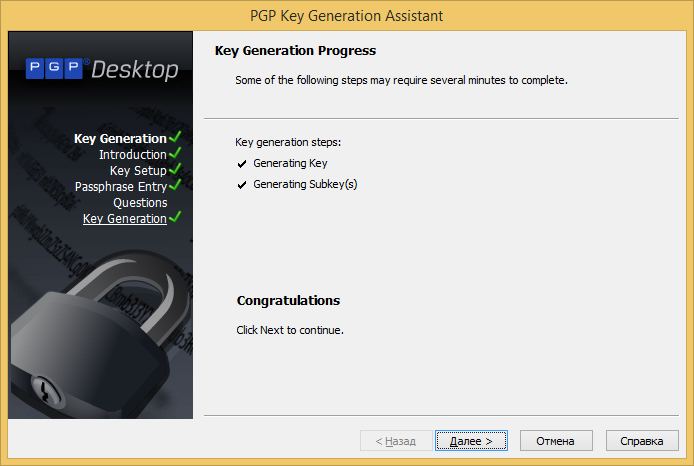 PGP Key Generation Assistant
PGP® Desktop
Key Generation
Introduction
Key Setup
Passphrase Entry
Questions
Key Generation
Key Generation Progress
Some of the following steps may require several minutes to complete.
Key generation steps:
Generating Key
Generating Subkey(s)
Congratulations
Click Next to continue.
< Назад
Далее >
Отмена
Справка